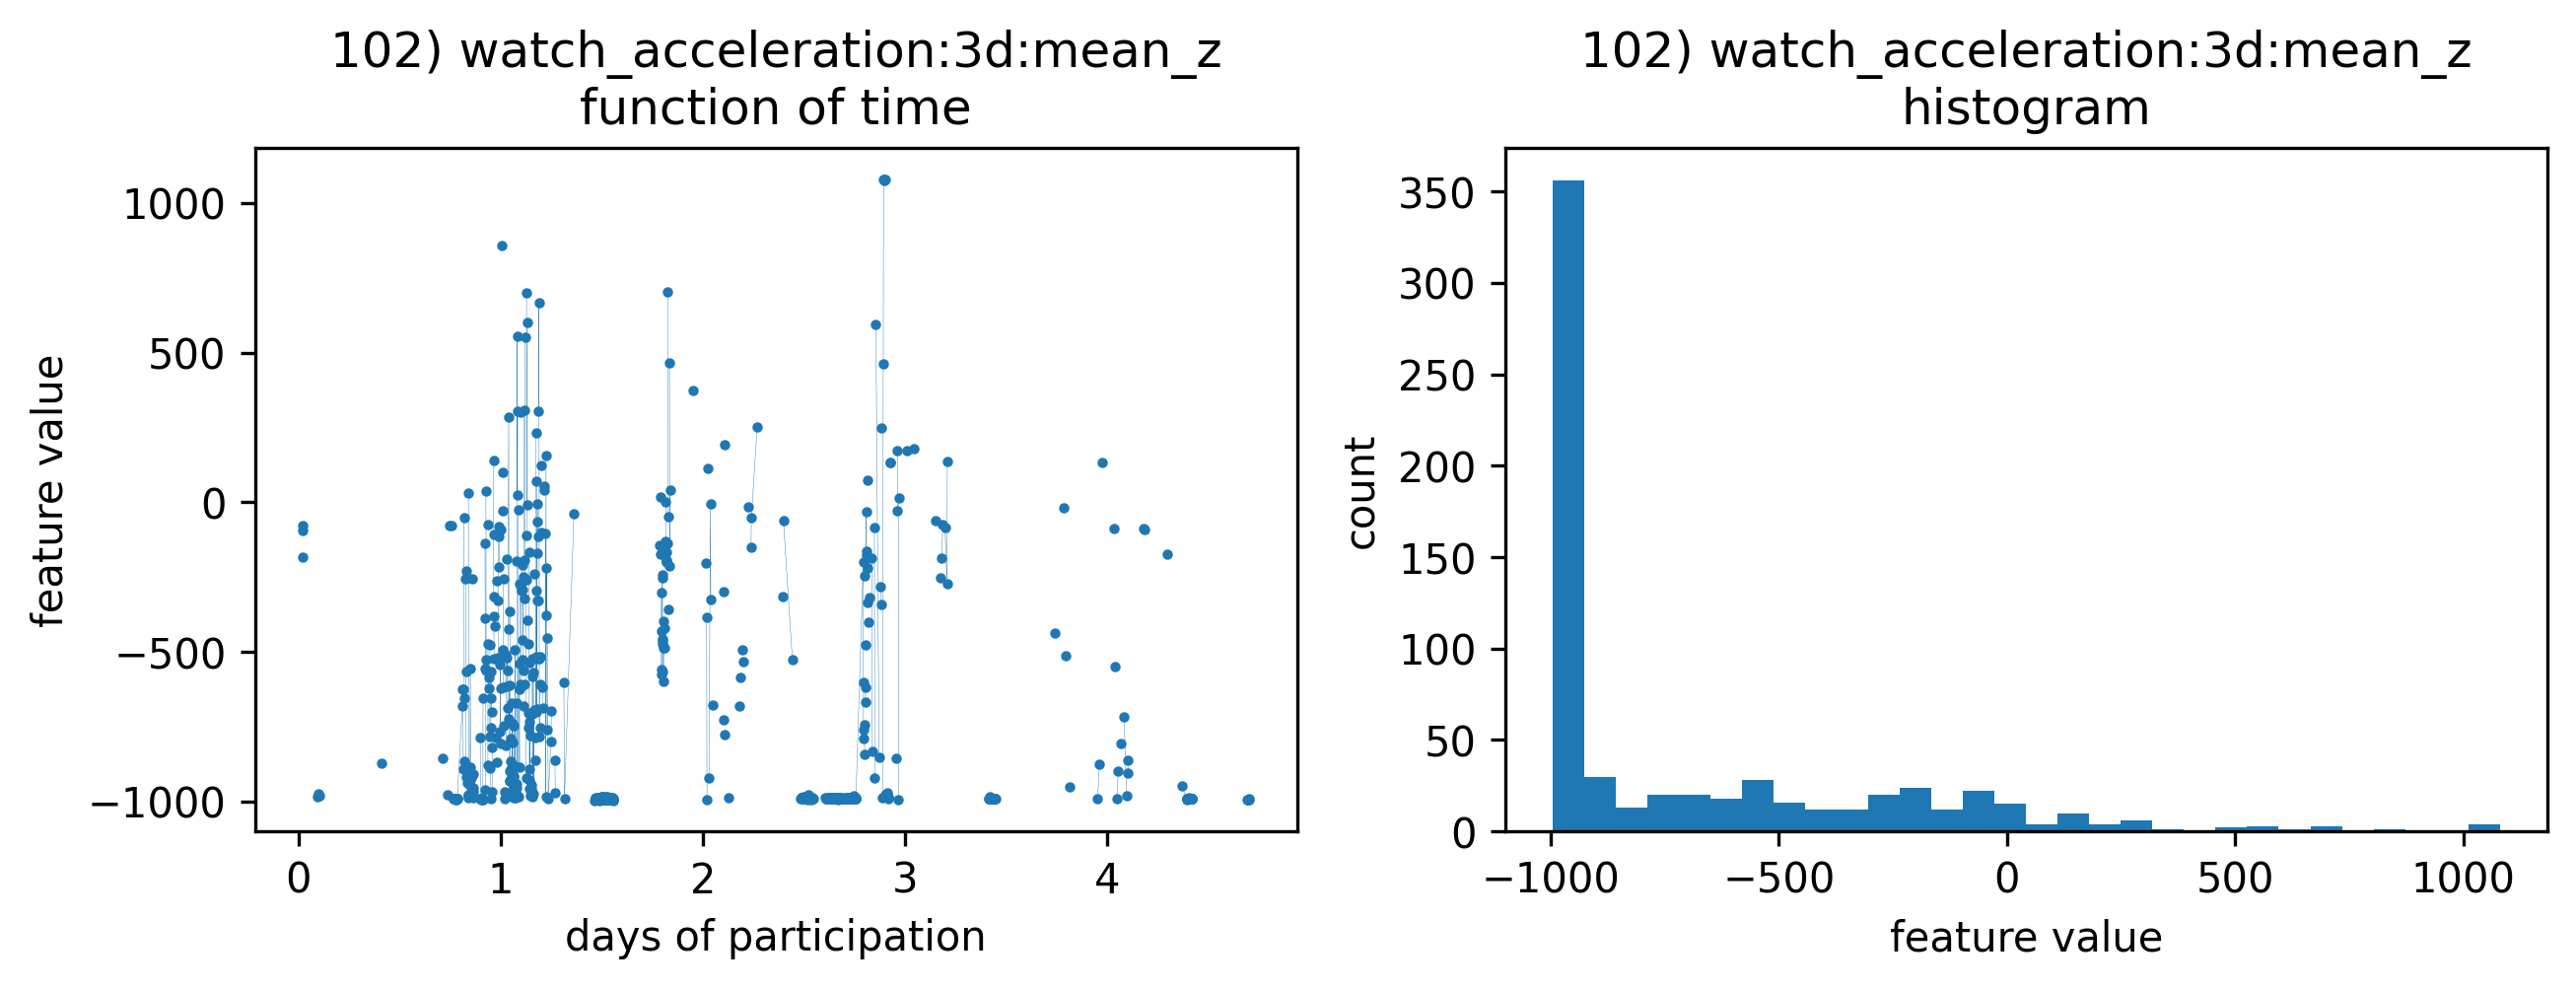 102) watch_acceleration:3d:mean_z
function of time
1000
500
0
−500
−1000
feature value
0 1 2 3 4
days of participation
102) watch_acceleration:3d:mean_z
histogram
350
300
250
200
150
100
50
0
count
−1000 −500 0 500 1000
feature value